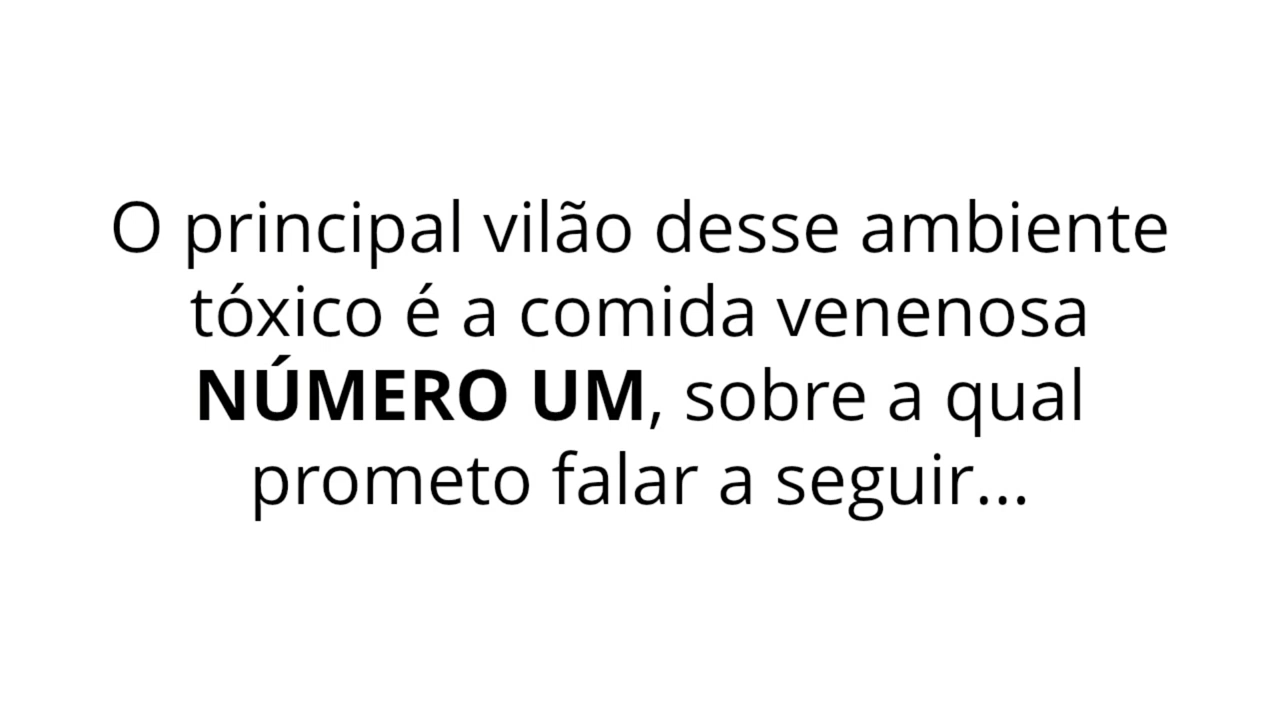 O principal vilão desse ambiente
tóxico é a comida venenosa
NÚMERO UM, sobre a qual
prometo falar a seguir...